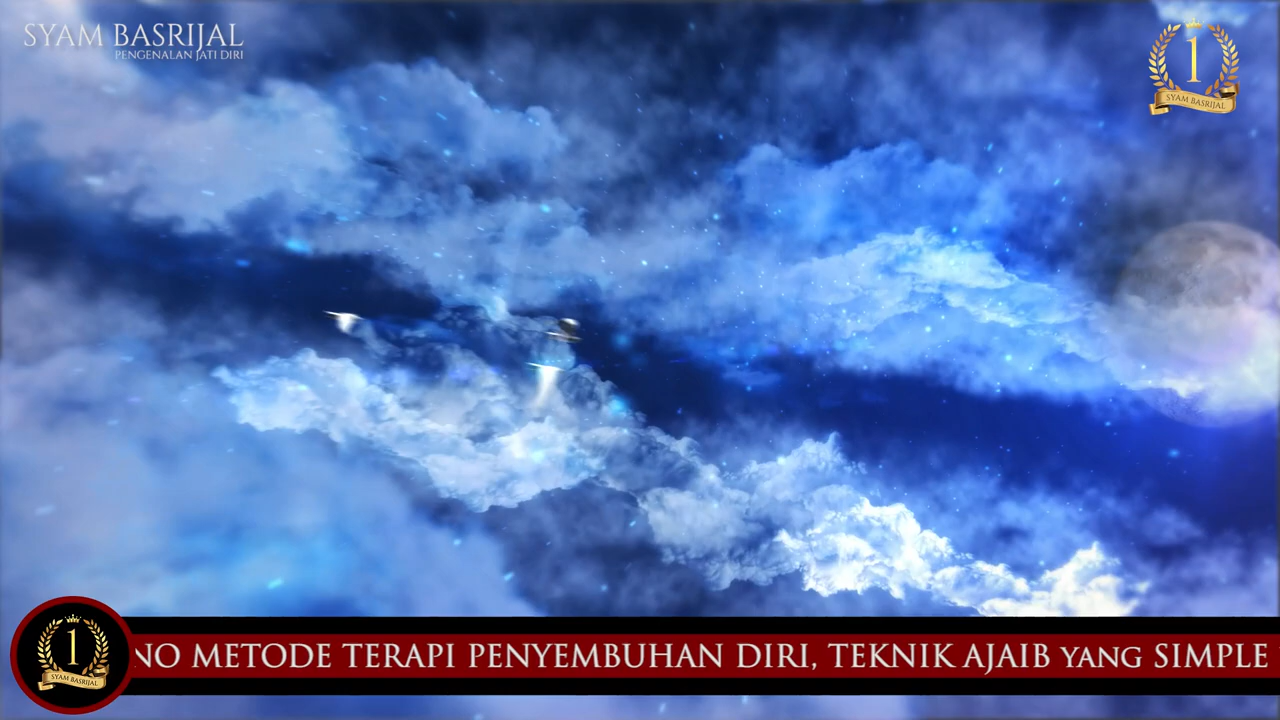 SYAM BASRIJAL
PENGENALAN JATI DIRI
1
SYAM BASRIJAL
1
SYAM BASRIJAL
NO METODE TERAPI PENYEMBUHAN DIRI, TEKNIK AJAIB YANG SIMPLE